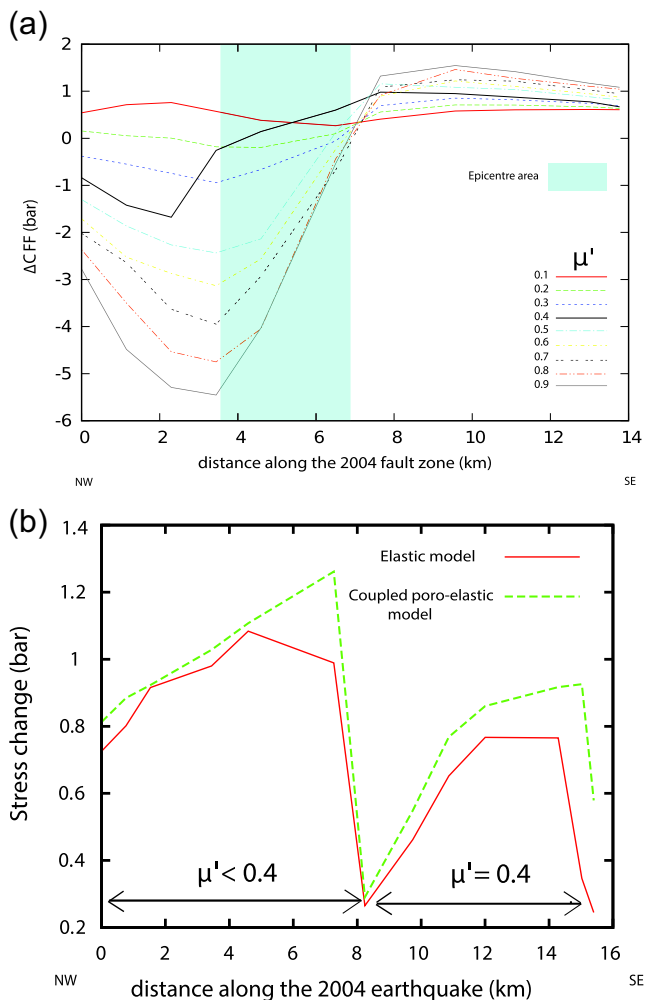 (a)
2
1
0
-1
-2
-3
-4
-5
-6
ΔCFF (bar)
Epicentre area
μ'
0.1
0.2
0.3
0.4
0.5
0.6
0.7
0.8
0.9
0 2 4 6 8 10 12 14
distance along the 2004 fault zone (km)
NW SE
(b)
1.4
1.2
1
0.8
0.6
0.4
0.2
Stress change (bar)
Elastic model
Coupled poro-elastic
model
μ'< 0.4
μ'= 0.4
0 2 4 6 8 10 12 14 16
NW SE
distance along the 2004 earthquake (km)